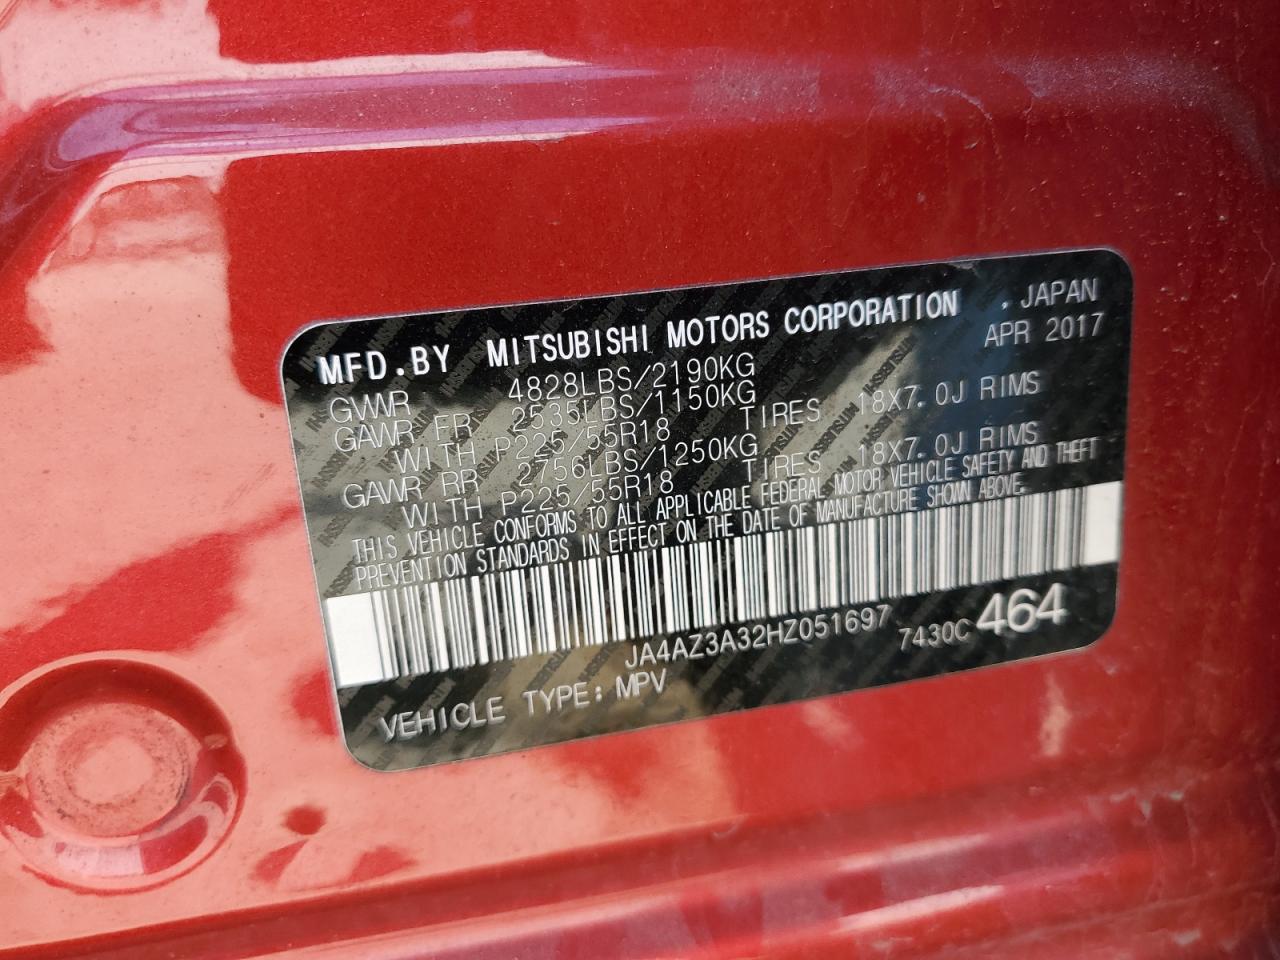 MFD.BY MITSUBISHI MOTORS CORPORATION . JAPAN
APR 2017
GVWR 4828LBS/2190KG
GAWR FR 2535LBS/1150KG
WITH P225/55R18 TIRES 18X7.0J RIMS
GAWR RR 2756LBS/1250KG
WITH P225/55R18 TIRES 18X7.0J RIMS
THIS VEHICLE CONFORMS TO ALL APPLICABLE FEDERAL MOTOR VEHICLE SAFETY AND THEFT
PREVENTION STANDARDS IN EFFECT ON THE DATE OF MANUFACTURE SHOWN ABOVE.
JA4AZ3A32HZ051697
7430C 464
VEHICLE TYPE: MPV